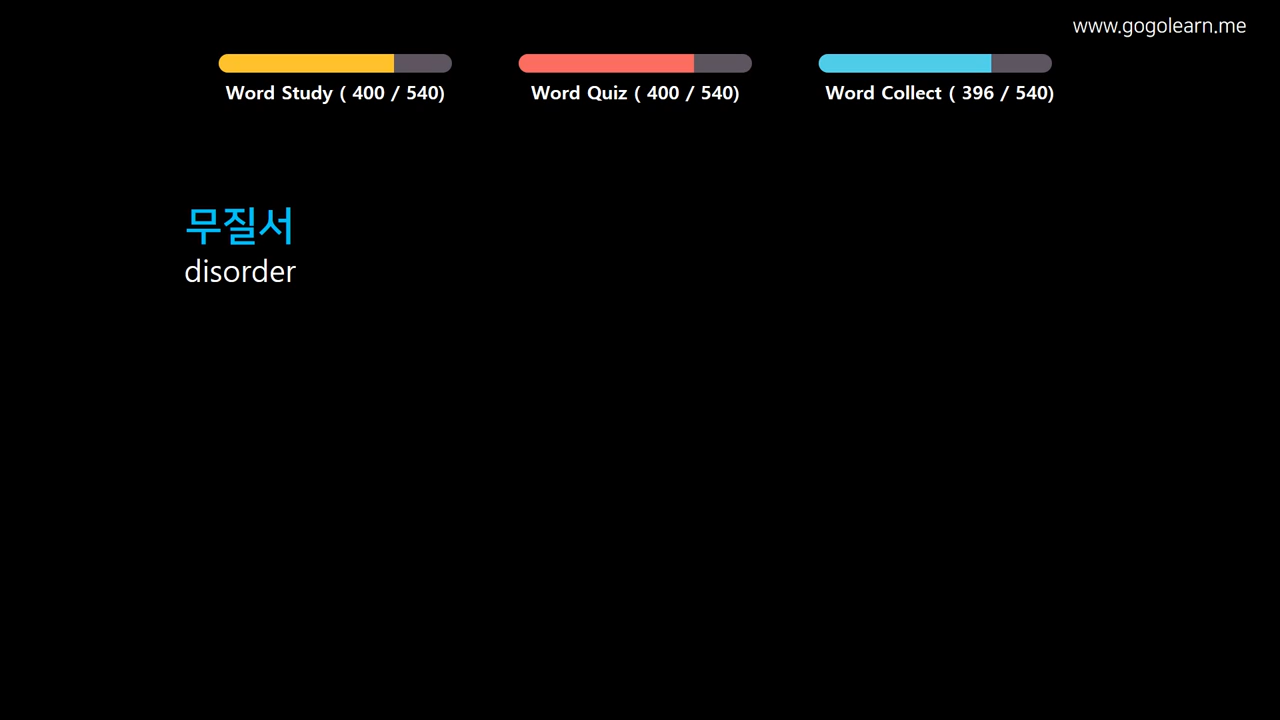 www.gogolearn.me
Word Study ( 400 / 540)
Word Quiz ( 400 / 540)
Word Collect ( 396 / 540)
무질서
disorder